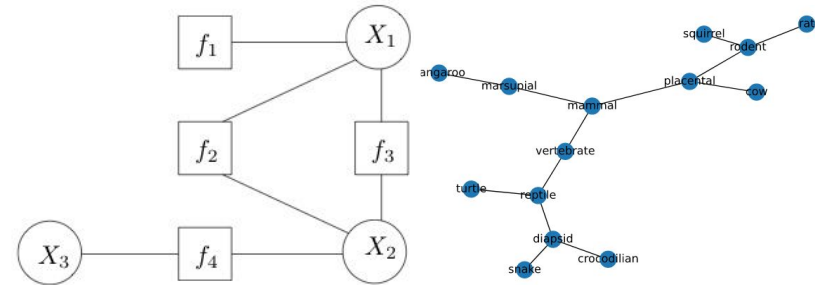 f₁
X₁
f₂
f₃
X₃
f₄
X₂
rat
squirrel
rodent
angaroo
marsupial
placental
cow
mammal
vertebrate
turtle
reptile
diapsid
snake
crocodilian